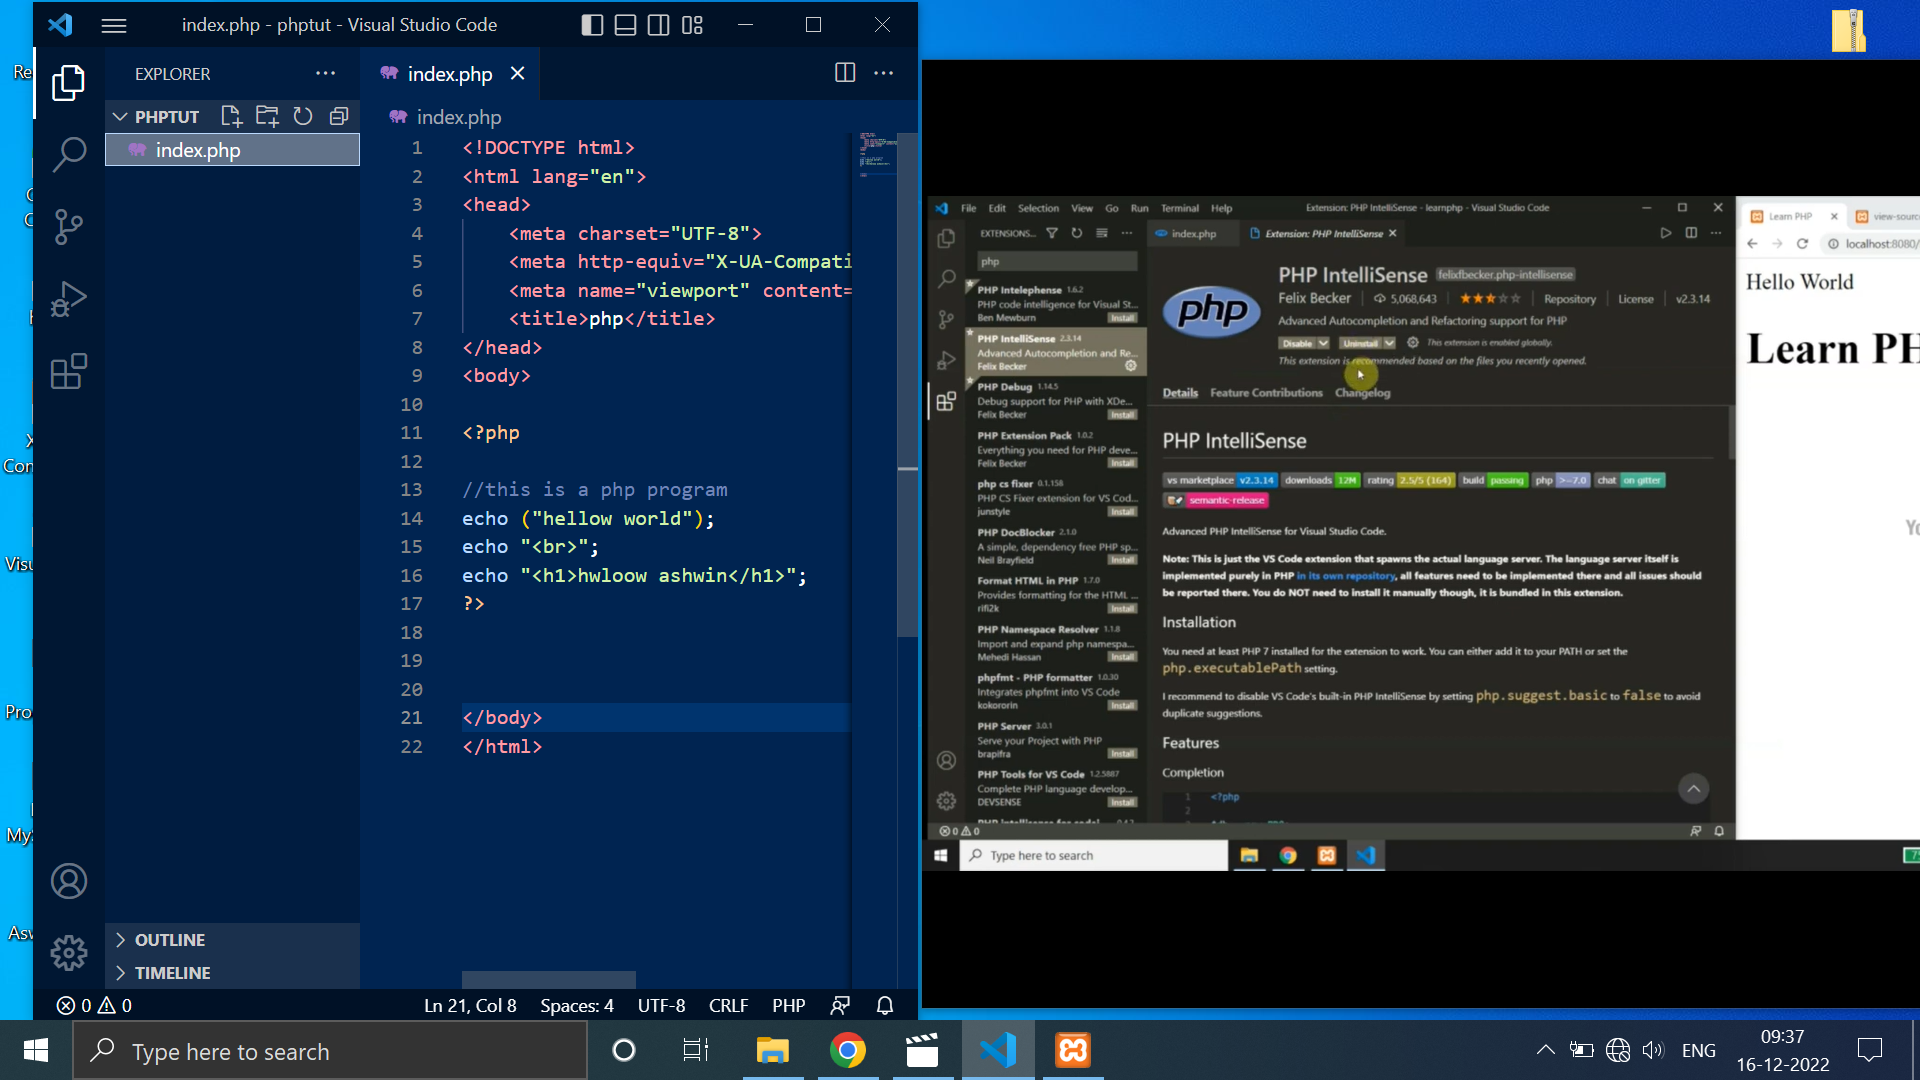 index.php - phptut - Visual Studio Code
EXPLORER
PHPTUT
index.php
OUTLINE
TIMELINE
index.php
index.php
1 <!DOCTYPE html>
2 <html lang="en">
3 <head>
4 <meta charset="UTF-8">
5 <meta http-equiv="X-UA-Compati
6 <meta name="viewport" content=
7 <title>php</title>
8 </head>
9 <body>
10
11 <?php
12
13 //this is a php program
14 echo ("hellow world");
15 echo "<br>";
16 echo "<h1>hwloow ashwin</h1>";
17 ?>
18
19
20
21 </body>
22 </html>
0 0
Ln 21, Col 8 Spaces: 4 UTF-8 CRLF PHP
File Edit Selection View Go Run Terminal Help
Extension: PHP IntelliSense - learnphp - Visual Studio Code
EXTENSIONS...
php
PHP Intelephense 1.6.2
PHP code intelligence for Visual St...
Ben Mewburn Install
PHP IntelliSense 2.3.14
Advanced Autocompletion and Re...
Felix Becker
PHP Debug 1.14.5
Debug support for PHP with XDe...
Felix Becker Install
PHP Extension Pack 1.0.2
Everything you need for PHP deve...
Felix Becker Install
php cs fixer 0.1.158
PHP CS Fixer extension for VS Cod...
junstyle Install
PHP DocBlocker 2.1.0
A simple, dependency free PHP sp...
Neil Brayfield Install
Format HTML in PHP 1.7.0
Provides formatting for the HTML ...
rifi2k Install
PHP Namespace Resolver 1.1.8
Import and expand php namespa...
Mehedi Hassan Install
phpfmt - PHP formatter 1.0.30
Integrates phpfmt into VS Code
kokororin Install
PHP Server 3.0.1
Serve your Project with PHP
brapifra Install
PHP Tools for VS Code 1.2.5887
Complete PHP language develop...
DEVSENSE Install
index.php
Extension: PHP IntelliSense
php
PHP IntelliSense felixfbecker.php-intellisense
Felix Becker 5,068,643 Repository License v2.3.14
Advanced Autocompletion and Refactoring support for PHP
Disable Uninstall This extension is enabled globally.
This extension is recommended based on the files you recently opened.
Details Feature Contributions Changelog
PHP IntelliSense
vs marketplace v2.3.14 downloads 12M rating 2.5/5 (164) build passing php >=7.0 chat on gitter
semantic-release
Advanced PHP IntelliSense for Visual Studio Code.
Note: This is just the VS Code extension that spawns the actual language server. The language server itself is
implemented purely in PHP in its own repository, all features need to be implemented there and all issues should
be reported there. You do NOT need to install it manually though, it is bundled in this extension.
Installation
You need at least PHP 7 installed for the extension to work. You can either add it to your PATH or set the
php.executablePath setting.
I recommend to disable VS Code's built-in PHP IntelliSense by setting php.suggest.basic to false to avoid
duplicate suggestions.
Features
Completion
1 <?php
2
0 0
Type here to search
Learn PHP
view-sourc
localhost:8080/
Hello World
Learn PH
Type here to search
ENG
09:37
16-12-2022